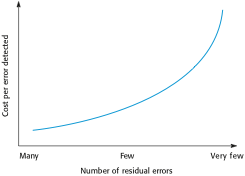 Cost per error detected
Many Few Very few
Number of residual errors